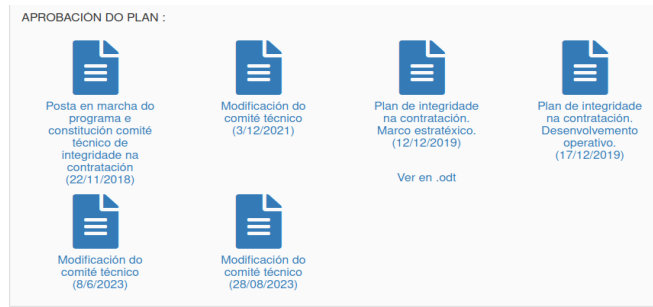 APROBACIÓN DO PLAN :
Posta en marcha do
programa e
constitución comité
técnico de
integridade na
contratación
(22/11/2018)
Modificación do
comité técnico
(3/12/2021)
Plan de integridade
na contratación.
Marco estratéxico.
(12/12/2019)
Ver en .odt
Plan de integridade
na contratación.
Desenvolvemento
operativo.
(17/12/2019)
Modificación do
comité técnico
(8/6/2023)
Modificación do
comité técnico
(28/08/2023)